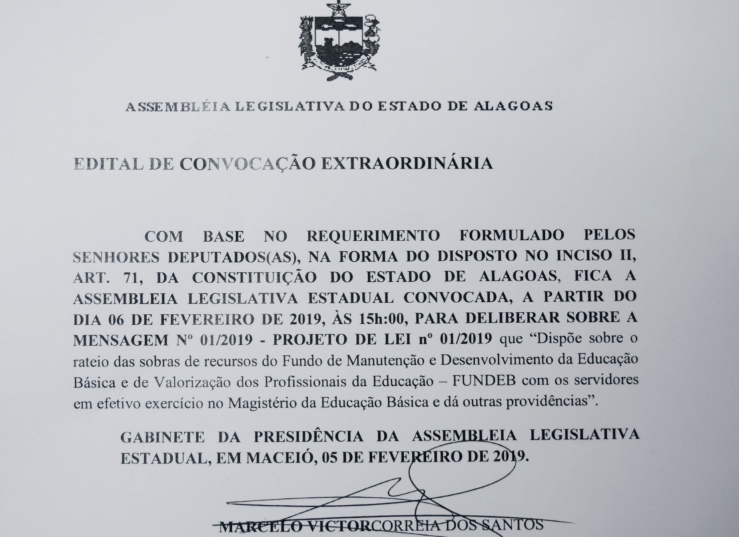 ASSEMBLÉIA LEGISLATIVA DO ESTADO DE ALAGOAS
EDITAL DE CONVOCAÇÃO EXTRAORDINÁRIA
COM BASE NO REQUERIMENTO FORMULADO PELOS
SENHORES DEPUTADOS(AS), NA FORMA DO DISPOSTO NO INCISO II,
ART. 71, DA CONSTITUIÇÃO DO ESTADO DE ALAGOAS, FICA A
ASSEMBLEIA LEGISLATIVA ESTADUAL CONVOCADA, A PARTIR DO
DIA 06 DE FEVEREIRO DE 2019, ÀS 15h:00, PARA DELIBERAR SOBRE A
MENSAGEM Nº 01/2019 - PROJETO DE LEI nº 01/2019 que “Dispõe sobre o
rateio das sobras de recursos do Fundo de Manutenção e Desenvolvimento da Educação
Básica e de Valorização dos Profissionais da Educação – FUNDEB com os servidores
em efetivo exercício no Magistério da Educação Básica e dá outras providências”.
GABINETE DA PRESIDÊNCIA DA ASSEMBLEIA LEGISLATIVA
ESTADUAL, EM MACEIÓ, 05 DE FEVEREIRO DE 2019.
MARCELO VICTOR CORREIA DOS SANTOS